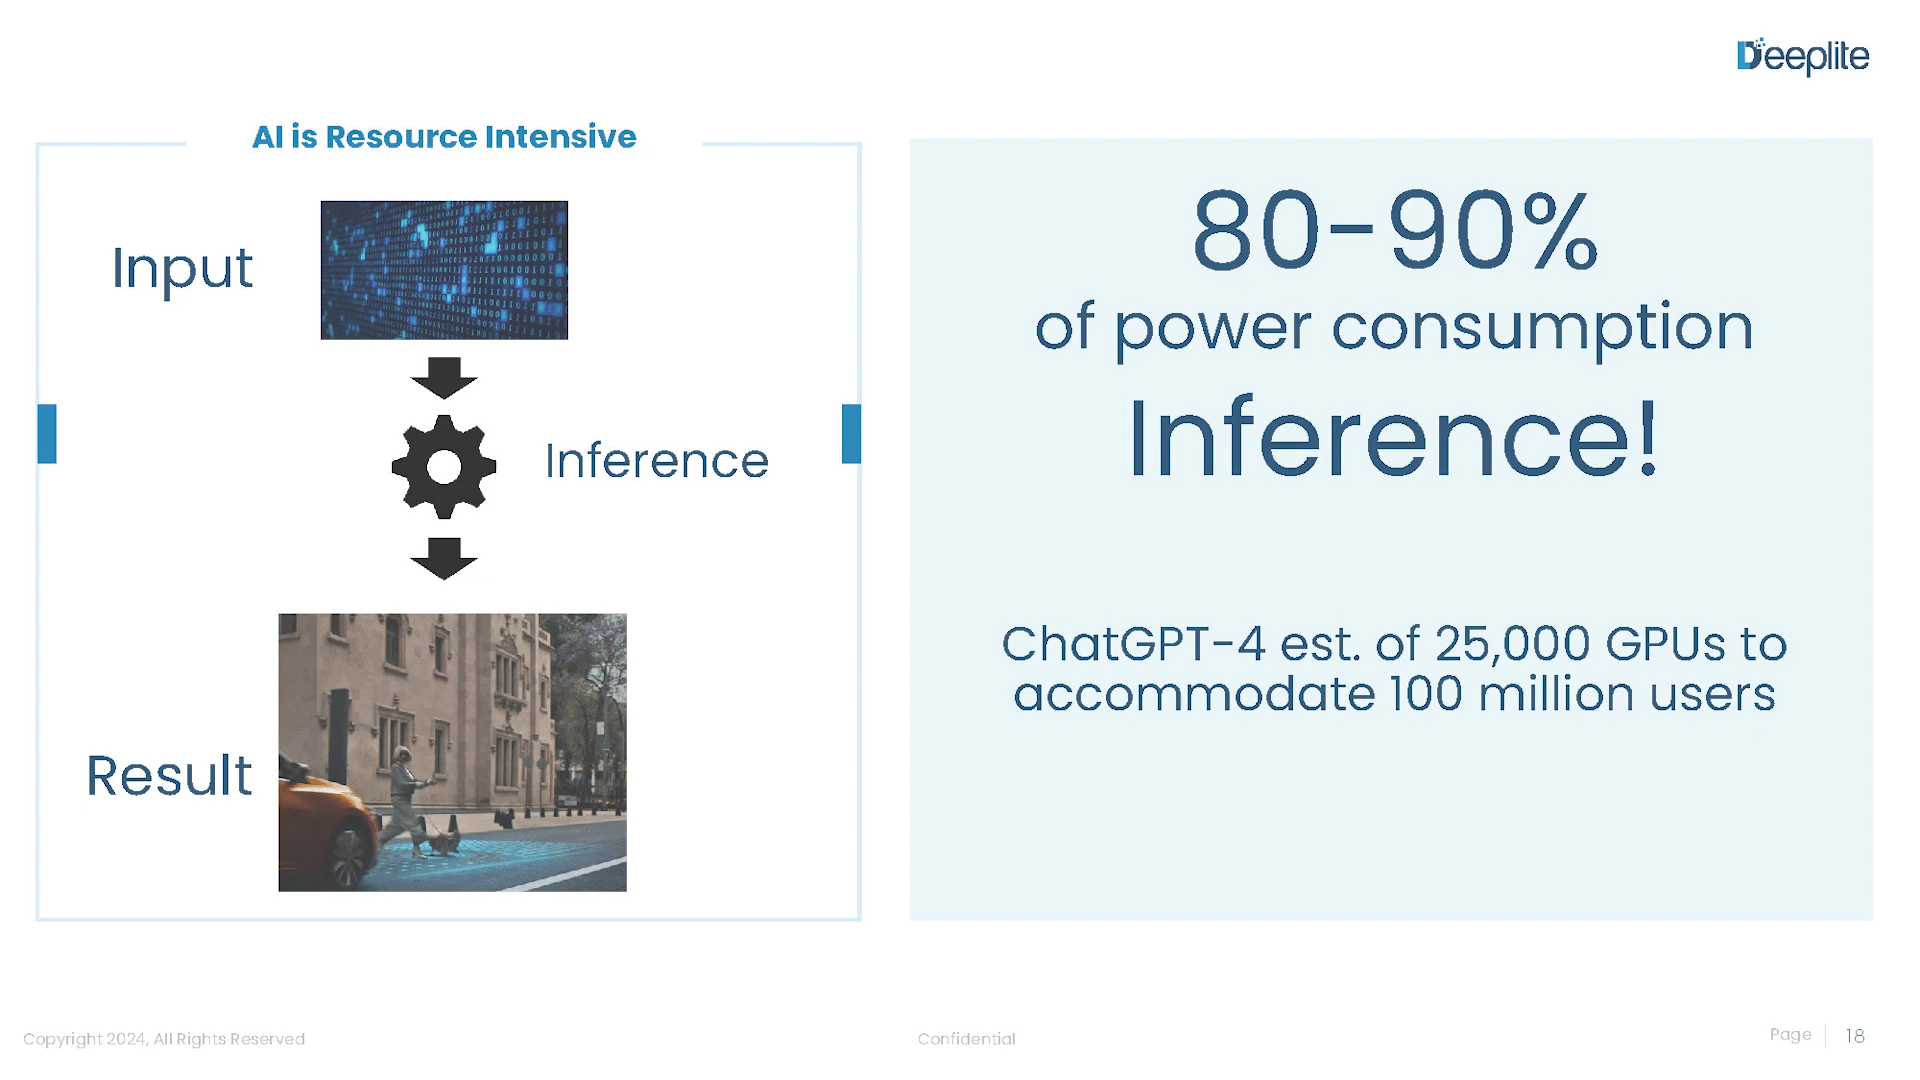 Deeplite
AI is Resource Intensive
Input
Inference
Result
80-90%
of power consumption
Inference!
ChatGPT-4 est. of 25,000 GPUs to
accommodate 100 million users
Copyright 2024, All Rights Reserved
Confidential
Page 18